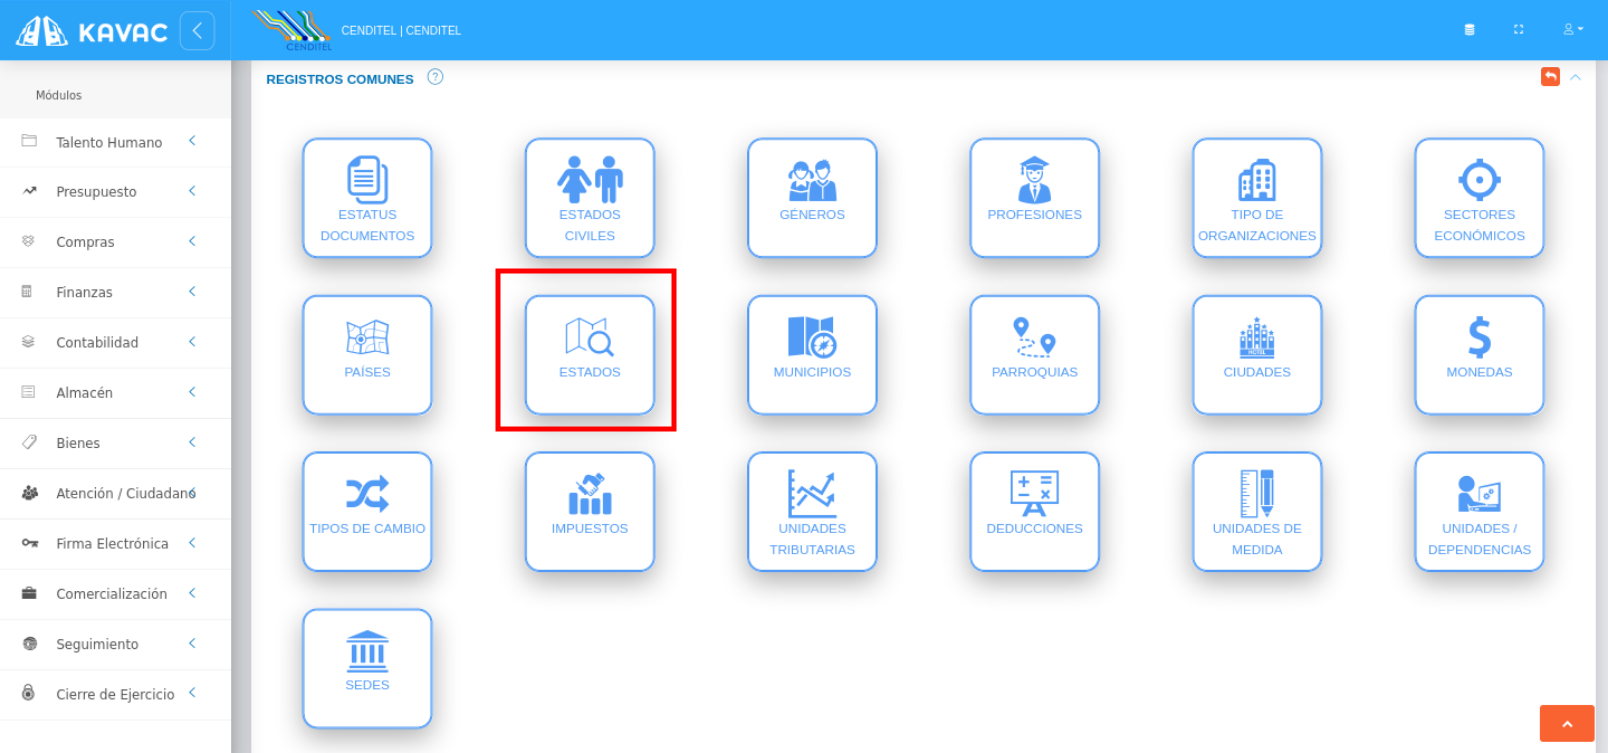 KAVAC
CENDITEL
CENDITEL | CENDITEL
Módulos
Talento Humano
Presupuesto
Compras
Finanzas
Contabilidad
Almacén
Bienes
Atención / Ciudadano
Firma Electrónica
Comercialización
Seguimiento
Cierre de Ejercicio
REGISTROS COMUNES ?
ESTATUS
DOCUMENTOS
ESTADOS
CIVILES
GÉNEROS
PROFESIONES
TIPO DE
ORGANIZACIONES
SECTORES
ECONÓMICOS
PAÍSES
ESTADOS
MUNICIPIOS
PARROQUIAS
HOTEL
CIUDADES
$
MONEDAS
TIPOS DE CAMBIO
IMPUESTOS
UNIDADES
TRIBUTARIAS
DEDUCCIONES
UNIDADES DE
MEDIDA
UNIDADES /
DEPENDENCIAS
SEDES